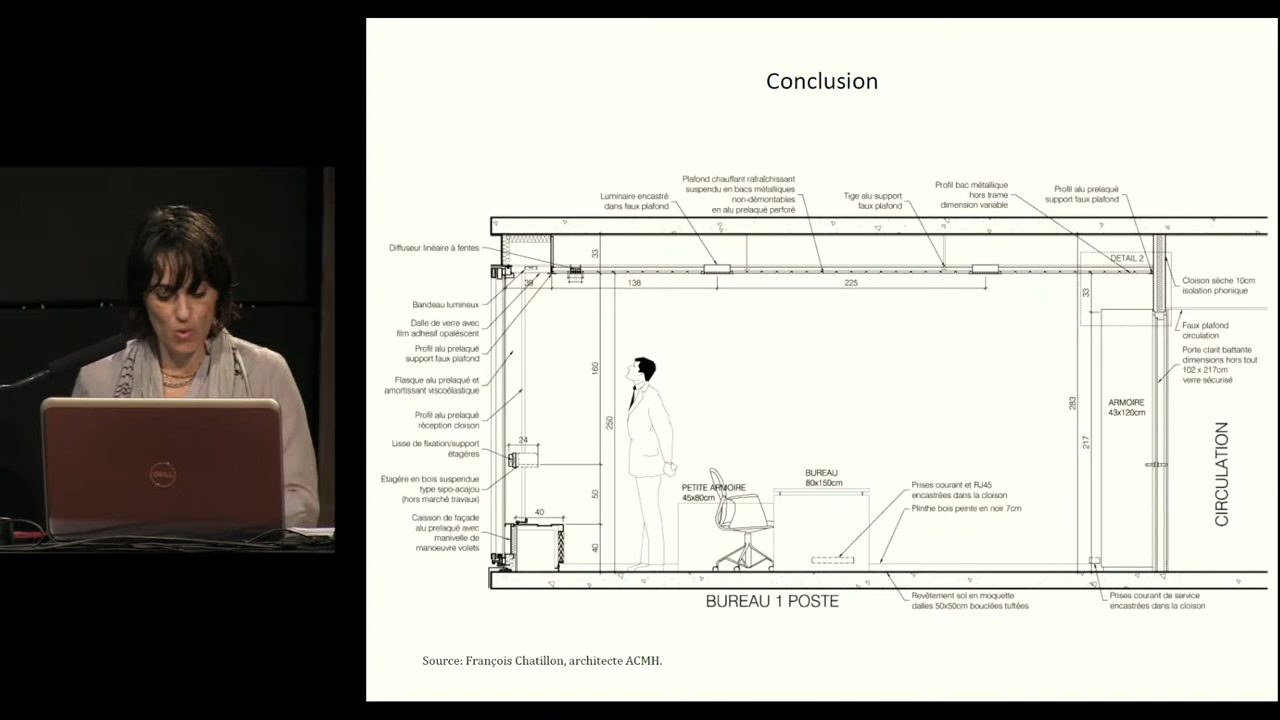 Conclusion
Luminaire encastré
dans faux plafond
Plafond chauffant rafraîchissant
suspendu en bacs métalliques
non-démontables
en alu prelaqué perforé
Tige alu support
faux plafond
Profil bac métallique
hors trame
dimension variable
Profil alu prelaqué
support faux plafond
Diffuseur linéaire à fentes
33
DETAIL 2
39
138
225
33
Cloison sèche 10cm
isolation phonique
Bandeau lumineux
Dalle de verre avec
film adhesif opaléscent
Profil alu prelaqué
support faux plafond
Flasque alu prelaqué et
amortissant viscoélastique
Profil alu prelaqué
réception cloison
Lisse de fixation/support
étagères
Etagère en bois suspendue
type sipo-acajou
(hors marché travaux)
Caisson de façade
alu prelaqué avec
manivelle de
manoeuvre volets
24
40
160
250
50
40
283
217
Faux plafond
circulation
Porte clarit battante
dimensions hors tout
102 x 217cm
verre sécurisé
ARMOIRE
43x120cm
CIRCULATION
PETITE ARMOIRE
45x80cm
BUREAU
80x150cm
Prises courant et RJ45
encastrées dans la cloison
Plinthe bois peinte en noir 7cm
BUREAU 1 POSTE
Revêtement sol en moquette
dalles 50x50cm bouclées tuftées
Prises courant de service
encastrées dans la cloison
Source: François Chatillon, architecte ACMH.
DELL